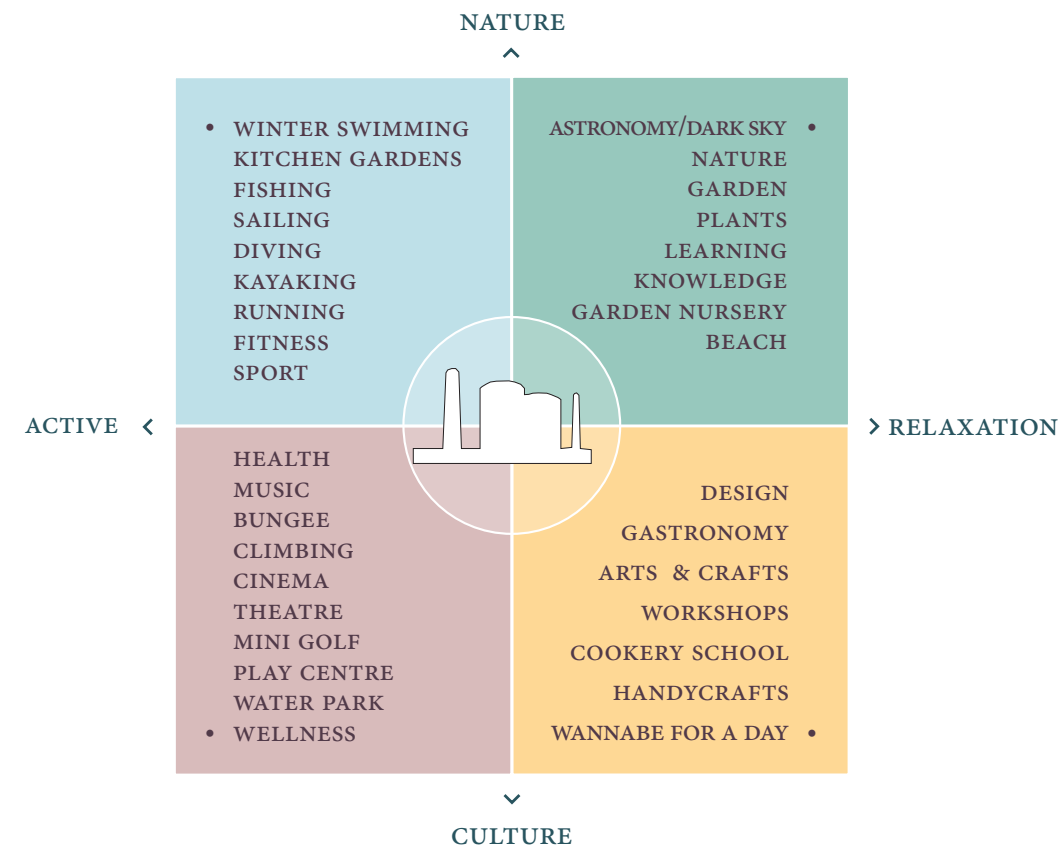 NATURE
• WINTER SWIMMING
KITCHEN GARDENS
FISHING
SAILING
DIVING
KAYAKING
RUNNING
FITNESS
SPORT
ASTRONOMY/DARK SKY •
NATURE
GARDEN
PLANTS
LEARNING
KNOWLEDGE
GARDEN NURSERY
BEACH
ACTIVE
RELAXATION
HEALTH
MUSIC
BUNGEE
CLIMBING
CINEMA
THEATRE
MINI GOLF
PLAY CENTRE
WATER PARK
• WELLNESS
DESIGN
GASTRONOMY
ARTS & CRAFTS
WORKSHOPS
COOKERY SCHOOL
HANDYCRAFTS
WANNABE FOR A DAY •
CULTURE